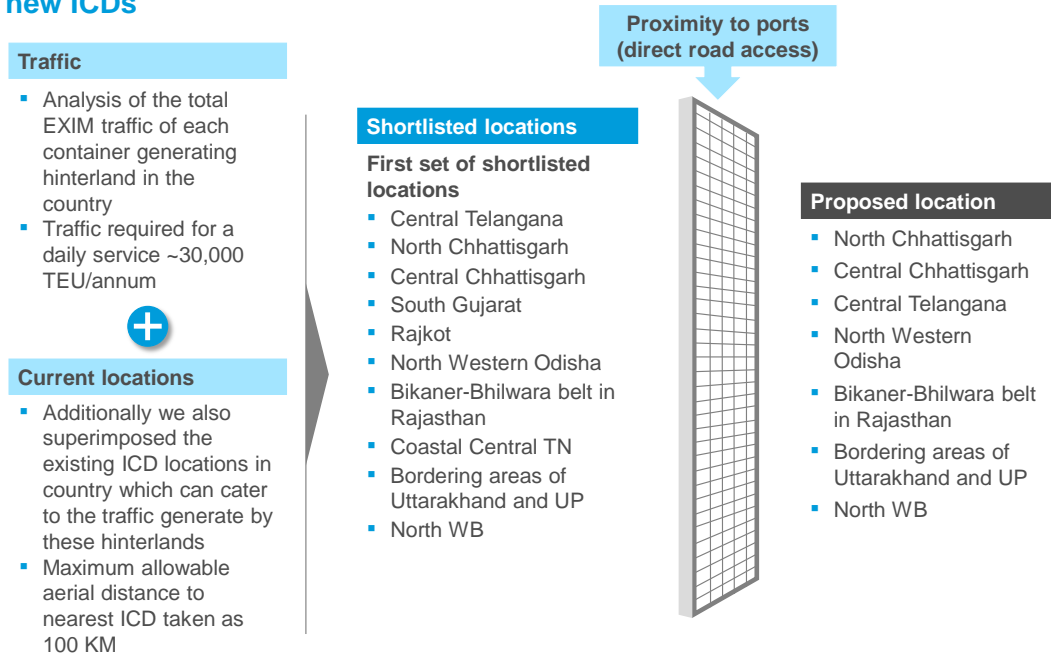 new ICDs
Traffic
▪ Analysis of the total
EXIM traffic of each
container generating
hinterland in the
country
▪ Traffic required for a
daily service ~30,000
TEU/annum
+
Current locations
▪ Additionally we also
superimposed the
existing ICD locations in
country which can cater
to the traffic generate by
these hinterlands
▪ Maximum allowable
aerial distance to
nearest ICD taken as
100 KM
Shortlisted locations
First set of shortlisted
locations
▪ Central Telangana
▪ North Chhattisgarh
▪ Central Chhattisgarh
▪ South Gujarat
▪ Rajkot
▪ North Western Odisha
▪ Bikaner-Bhilwara belt in
Rajasthan
▪ Coastal Central TN
▪ Bordering areas of
Uttarakhand and UP
▪ North WB
Proximity to ports
(direct road access)
Proposed location
▪ North Chhattisgarh
▪ Central Chhattisgarh
▪ Central Telangana
▪ North Western
Odisha
▪ Bikaner-Bhilwara belt
in Rajasthan
▪ Bordering areas of
Uttarakhand and UP
▪ North WB